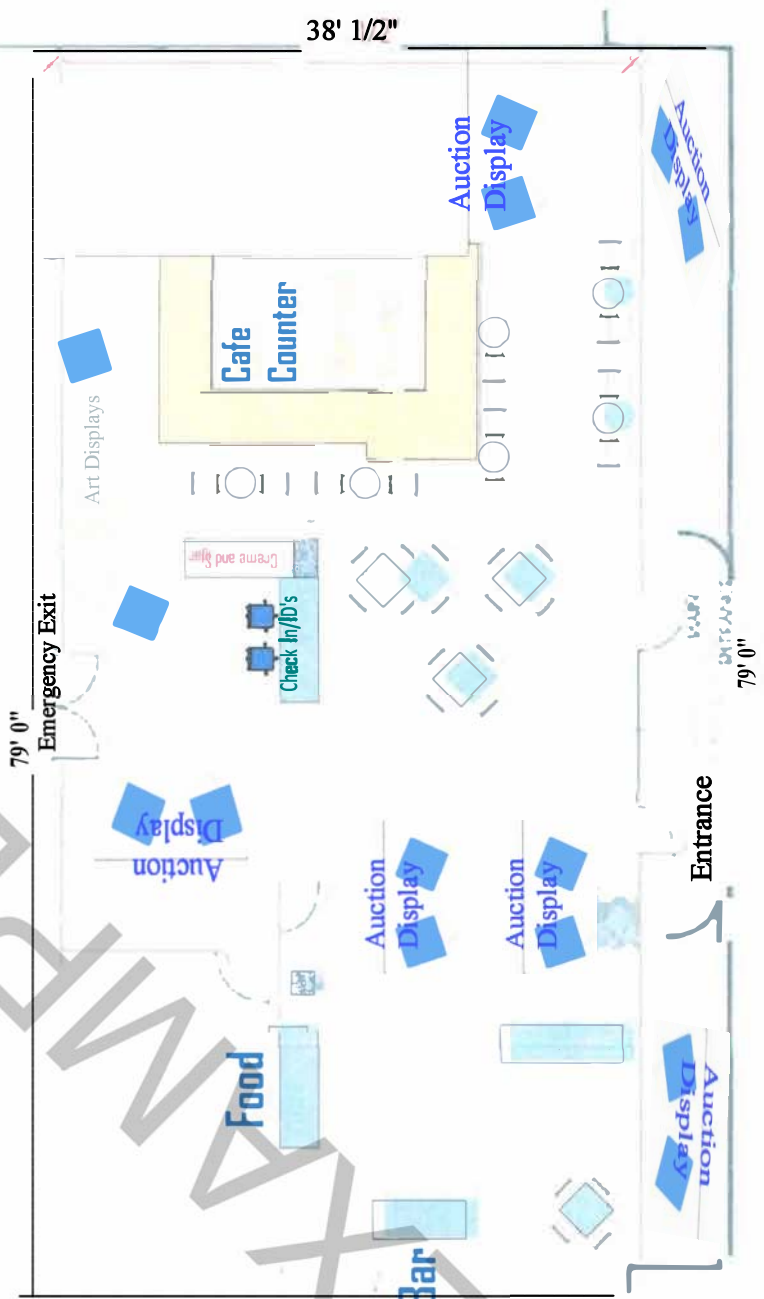 38' 1/2"
Auction
Display
Auction
Display
Cafe
Counter
Art Displays
Creme and
Check In/ID's
Emergency Exit
79' 0"
79' 0"
Auction
Display
Auction
Display
Auction
Display
Entrance
Food
Auction
Display
Bar
EXAMPLE